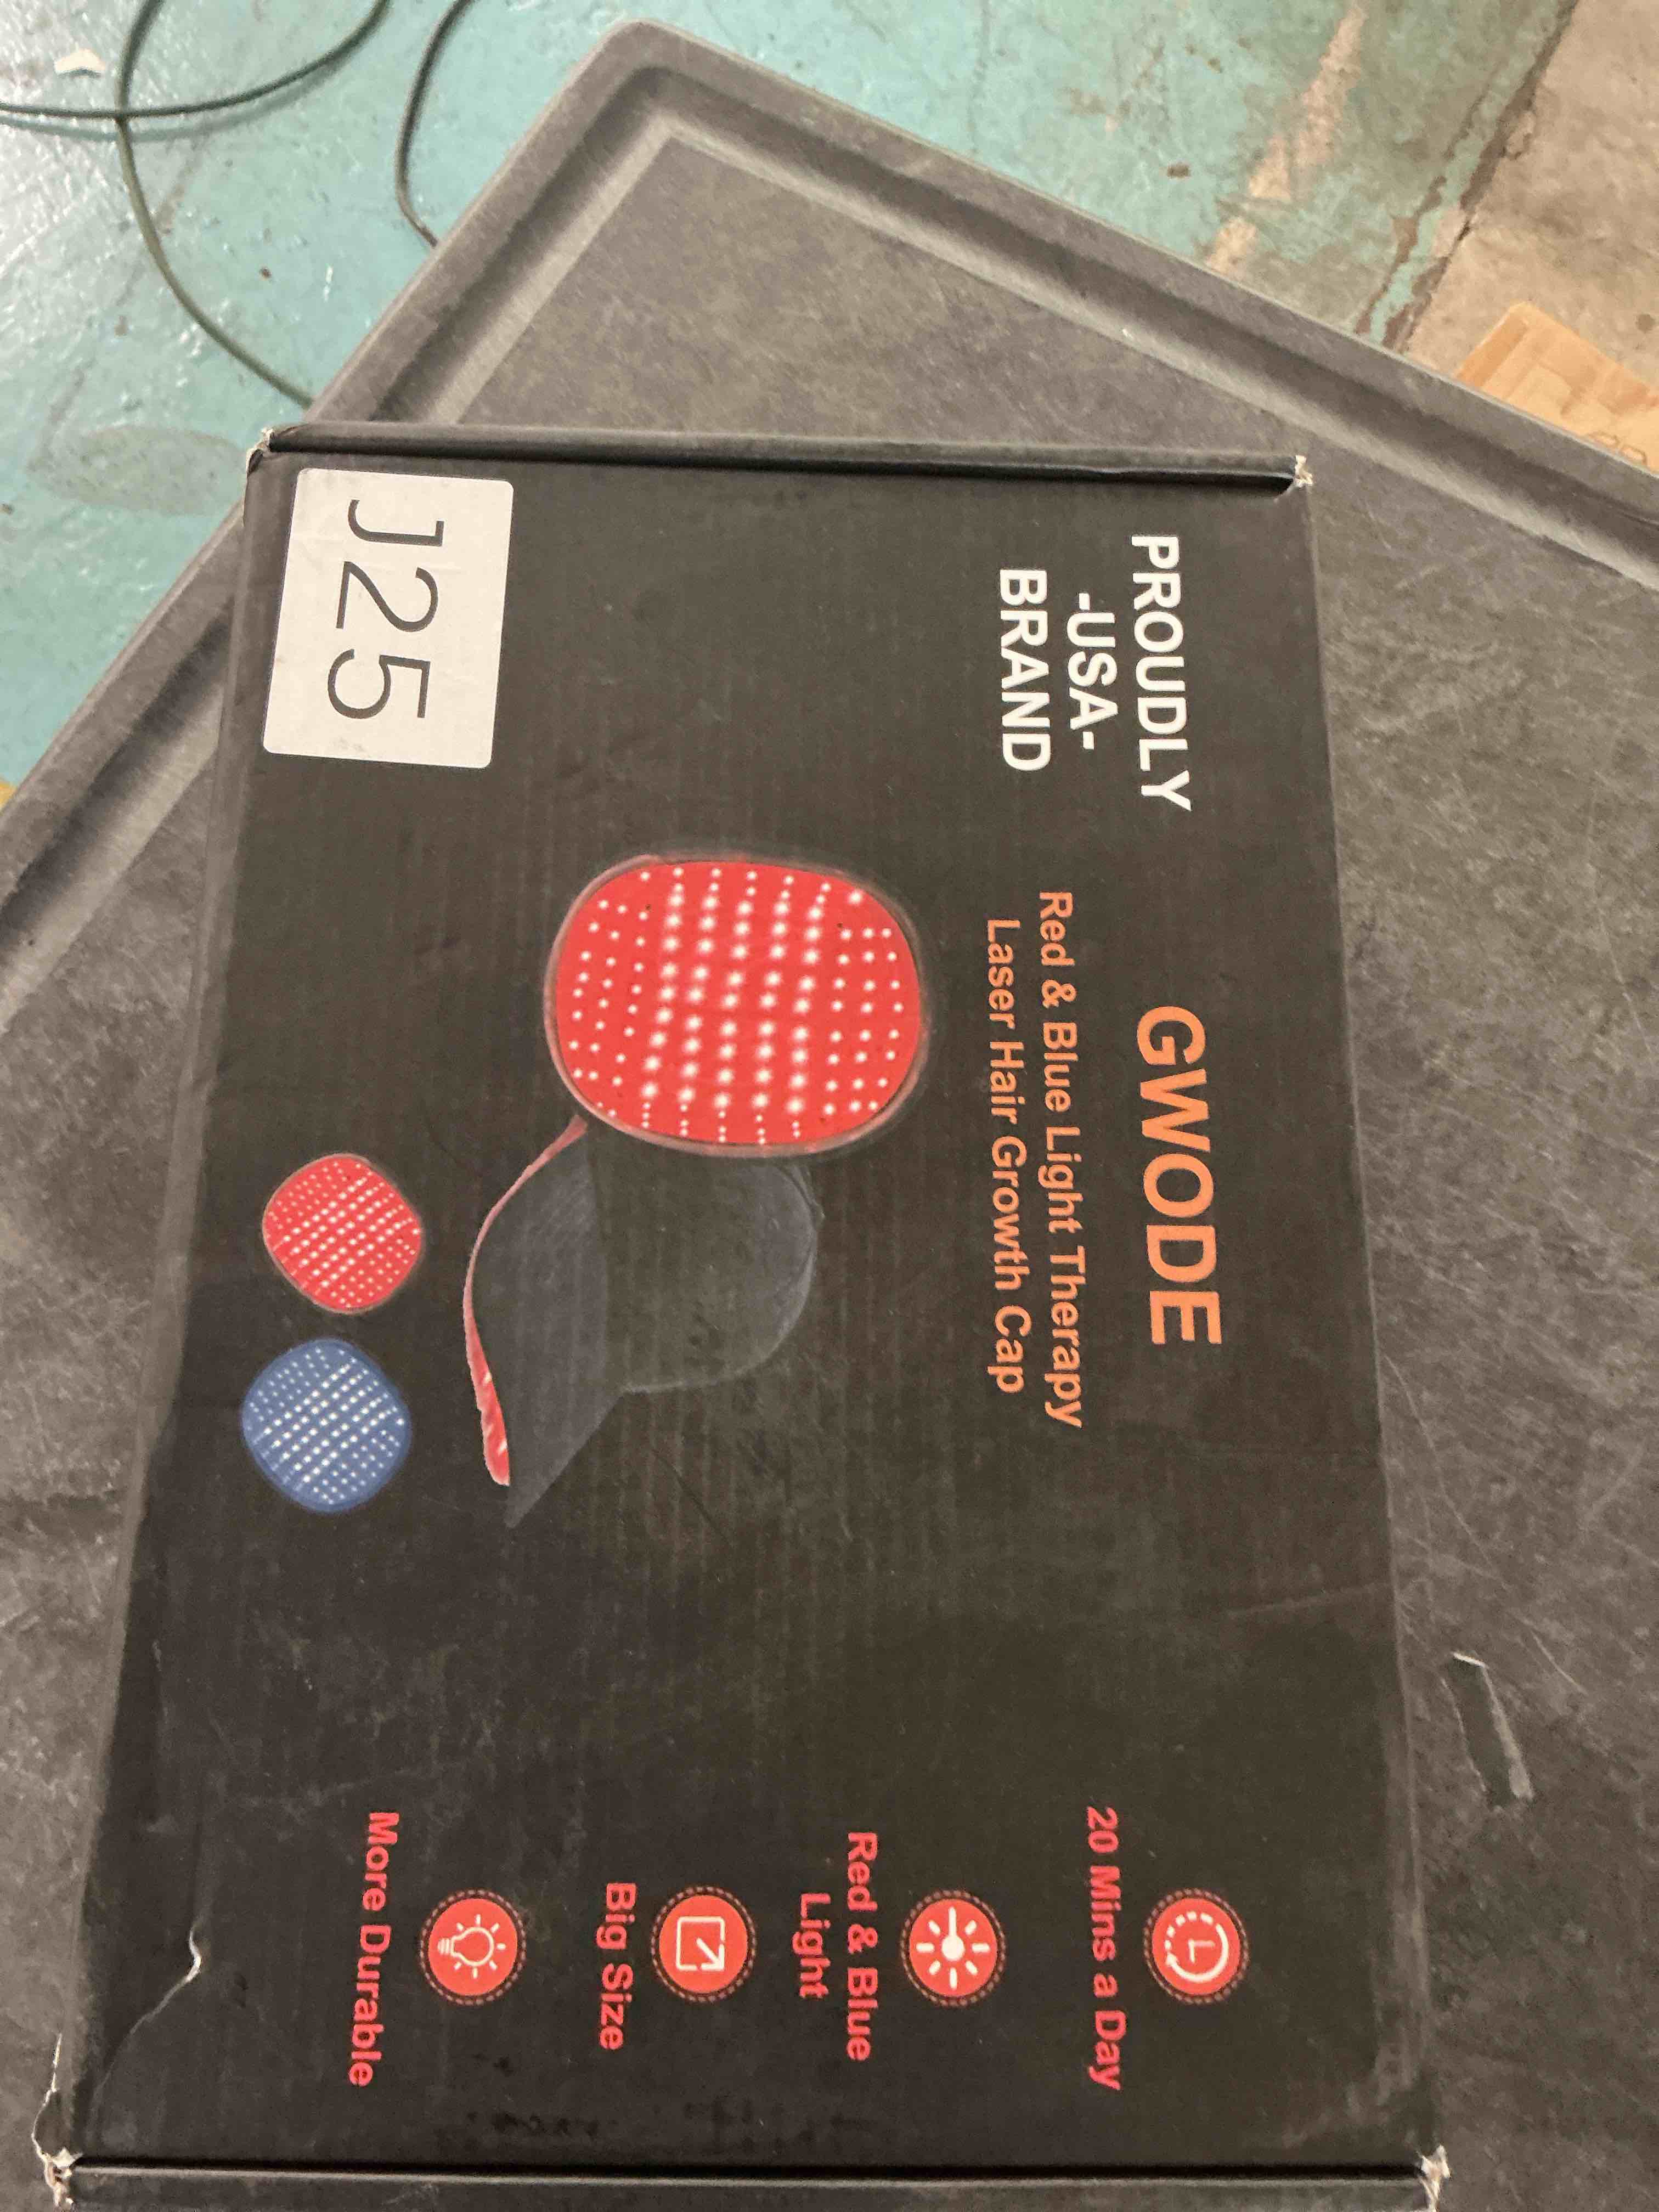 PROUDLY
-USA-
BRAND
GWODE
Red & Blue Light Therapy
Laser Hair Growth Cap
20 Mins a Day
Red & Blue
Light
Big Size
More Durable
J25